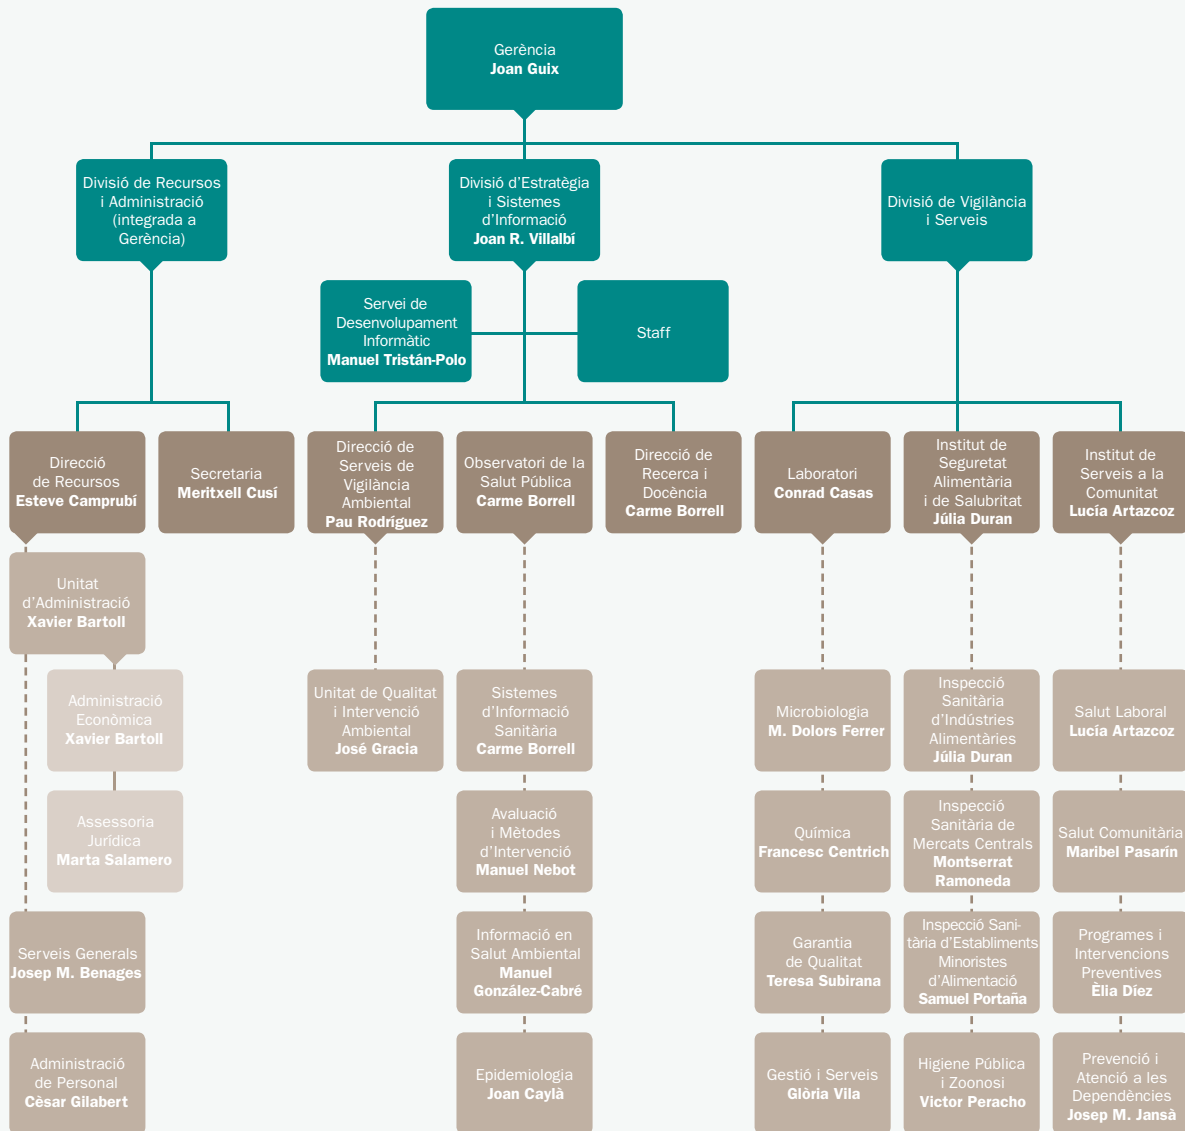 Gerència
Joan Guix
Divisió de Recursos
i Administració
(integrada a
Gerència)
Divisió d'Estratègia
i Sistemes
d'Informació
Joan R. Villalbí
Divisió de Vigilància
i Serveis
Servei de
Desenvolupament
Informàtic
Manuel Tristán-Polo
Staff
Direcció
de Recursos
Esteve Camprubí
Secretaria
Meritxell Cusí
Direcció de
Serveis de
Vigilància
Ambiental
Pau Rodríguez
Observatori de la
Salut Pública
Carme Borrell
Direcció de
Recerca i
Docència
Carme Borrell
Laboratori
Conrad Casas
Institut de
Seguretat
Alimentària
i de Salubritat
Júlia Duran
Institut de
Serveis a la
Comunitat
Lucía Artazcoz
Unitat
d'Administració
Xavier Bartoll
Administració
Econòmica
Xavier Bartoll
Unitat de Qualitat
i Intervenció
Ambiental
José Gracia
Sistemes
d'Informació
Sanitària
Carme Borrell
Microbiologia
M. Dolors Ferrer
Inspecció
Sanitària
d'Indústries
Alimentàries
Júlia Duran
Salut Laboral
Lucía Artazcoz
Assessoria
Jurídica
Marta Salamero
Avaluació
i Mètodes
d'Intervenció
Manuel Nebot
Química
Francesc Centrich
Inspecció
Sanitària de
Mercats Centrals
Montserrat
Ramoneda
Salut Comunitària
Maribel Pasarín
Serveis Generals
Josep M. Benages
Informació en
Salut Ambiental
Manuel
González-Cabré
Garantia
de Qualitat
Teresa Subirana
Inspecció Sani-
tària d'Establiments
Minoristes
d'Alimentació
Samuel Portaña
Programes i
Intervencions
Preventives
Èlia Díez
Administració
de Personal
Cèsar Gilabert
Epidemiologia
Joan Caylà
Gestió i Serveis
Glòria Vila
Higiene Pública
i Zoonosi
Victor Peracho
Prevenció i
Atenció a les
Dependències
Josep M. Jansà